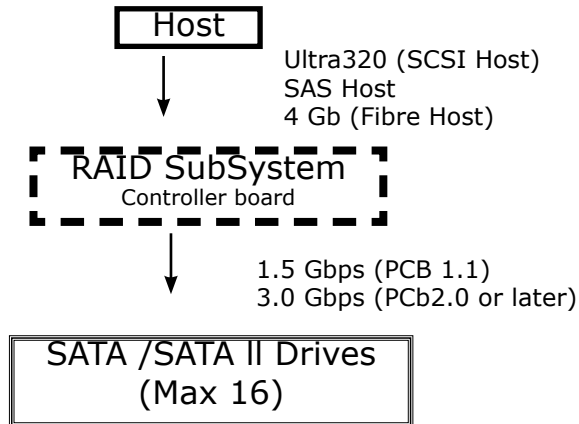 Host
Ultra320 (SCSI Host)
SAS Host
4 Gb (Fibre Host)
RAID SubSystem
Controller board
1.5 Gbps (PCB 1.1)
3.0 Gbps (PCb2.0 or later)
SATA /SATA ll Drives
(Max 16)